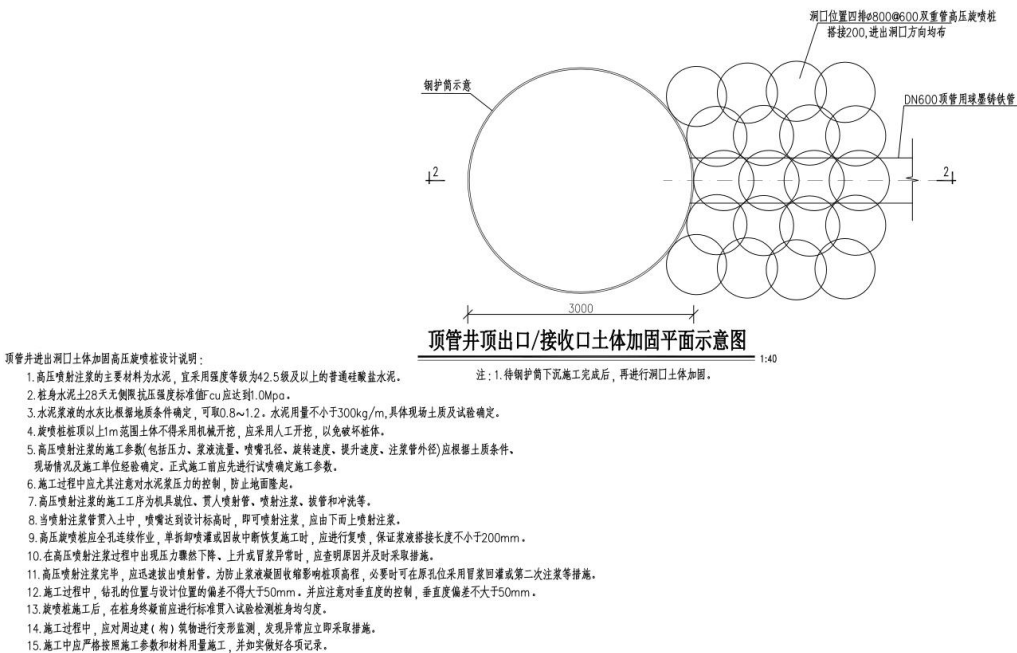 洞口位置四排ø800@600双重管高压旋喷桩
搭接200,进出洞口方向均布
钢护筒示意
DN600顶管用球墨铸铁管
2
2
3000
顶管井顶出口/接收口土体加固平面示意图
1:40
注:1.待钢护筒下沉施工完成后,再进行洞口土体加固。
顶管井进出洞口土体加固高压旋喷桩设计说明:
1.高压喷射注浆的主要材料为水泥,宜采用强度等级为42.5级及以上的普通硅酸盐水泥。
2.桩身水泥土28天无侧限抗压强度标准值Fcu应达到1.0Mpa。
3.水泥浆液的水灰比根据地质条件确定,可取0.8~1.2。水泥用量不小于300kg/m,具体现场土质及试验确定。
4.旋喷桩桩顶以上1m范围土体不得采用机械开挖,应采用人工开挖,以免破坏桩体。
5.高压喷射注浆的施工参数(包括压力、浆液流量、喷嘴孔径、旋转速度、提升速度、注浆管外径)应根据土质条件、
现场情况及施工单位经验确定。正式施工前应先进行试喷确定施工参数。
6.施工过程中应尤其注意对水泥浆压力的控制,防止地面隆起。
7.高压喷射注浆的施工工序为机具就位、贯入喷射管、喷射注浆、拔管和冲洗等。
8.当喷射注浆管贯入土中,喷嘴达到设计标高时,即可喷射注浆,应由下而上喷射注浆。
9.高压旋喷桩应全孔连续作业,单拆卸喷灌或因故中断恢复施工时,应进行复喷,保证浆液搭接长度不小于200mm。
10.在高压喷射注浆过程中出现压力骤然下降、上升或冒浆异常时,应查明原因并及时采取措施。
11.高压喷射注浆完毕,应迅速拔出喷射管。为防止浆液凝固收缩影响桩顶高程,必要时可在原孔位采用冒浆回灌或第二次注浆等措施。
12.施工过程中,钻孔的位置与设计位置的偏差不得大于50mm。并应注意对垂直度的控制,垂直度偏差不大于50mm。
13.旋喷桩施工后,在桩身终凝前应进行标准贯入试验检测桩身均匀度。
14.施工过程中,应对周边建(构)筑物进行变形监测,发现异常应立即采取措施。
15.施工中应严格按照施工参数和材料用量施工,并如实做好各项记录。